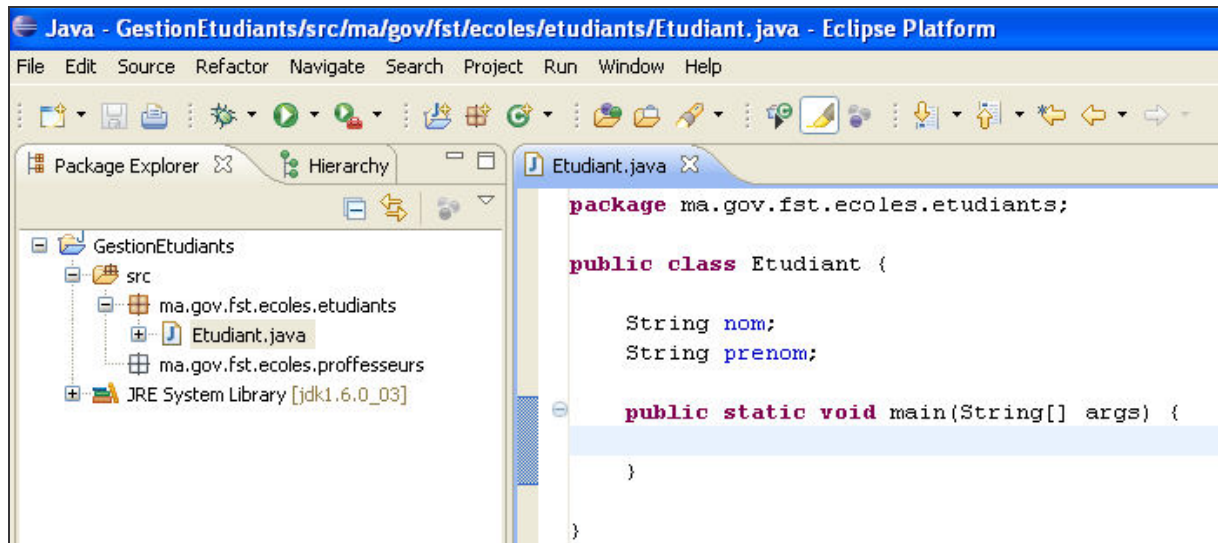 Java - GestionEtudiants/src/ma/gov/fst/ecoles/etudiants/Etudiant.java - Eclipse Platform
File Edit Source Refactor Navigate Search Project Run Window Help
Package Explorer
Hierarchy
GestionEtudiants
src
ma.gov.fst.ecoles.etudiants
Etudiant.java
ma.gov.fst.ecoles.proffesseurs
JRE System Library [jdk1.6.0_03]
Etudiant.java
package ma.gov.fst.ecoles.etudiants;
public class Etudiant {
String nom;
String prenom;
public static void main(String[] args) {
}
}